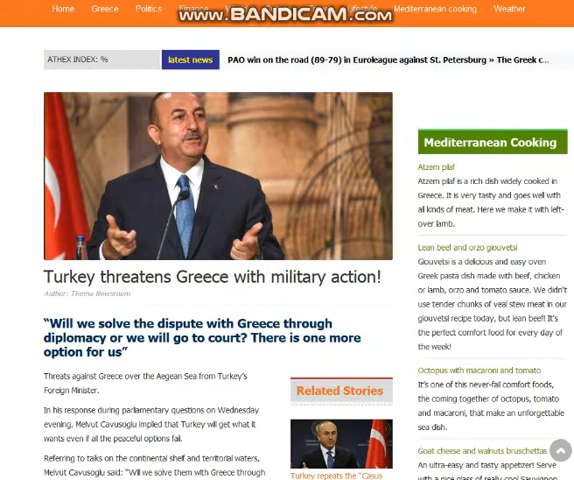 www.BANDICAM.com
Home Greece Politics Finance Mediterranean cooking Weather
ATHEX INDEX: % latest news PAO win on the road (89-79) in Euroleague against St. Petersburg » The Greek c...
Turkey threatens Greece with military action!
Author: Thema Newsroom
“Will we solve the dispute with Greece through
diplomacy or we will go to court? There is one more
option for us”
Threats against Greece over the Aegean Sea from Turkey’s
Foreign Minister.
In his response during parliamentary questions on Wednesday
evening, Melvut Cavusoglu implied that Turkey will get what it
wants even if all the peaceful options fail.
Referring to talks on the continental shelf and territorial waters,
Melvut Cavusoglu said: “Will we solve them with Greece through
Related Stories
Turkey repeats the “Casus
Mediterranean Cooking
Atzem pilaf
Atzem pilaf is a rich dish widely cooked in
Greece. It is very tasty and goes well with
all kinds of meat. Here we make it with left-
over lamb.
Lean beef and orzo giouvetsi
Giouvetsi is a delicious and easy oven
Greek pasta dish made with beef, chicken
or lamb, orzo and tomato sauce. We didn’t
use tender chunks of veal stew meat in our
giouvetsi recipe today, but lean beef! It’s
the perfect comfort food for every day of
the week!
Octopus with macaroni and tomato
It’s one of this never-fail comfort foods,
the coming together of octopus, tomato
and macaroni, that make an unforgettable
sea dish.
Goat cheese and walnuts bruschettas
An ultra-easy and tasty appetizer! Serve
with a nice glass of really cool Sauvignon